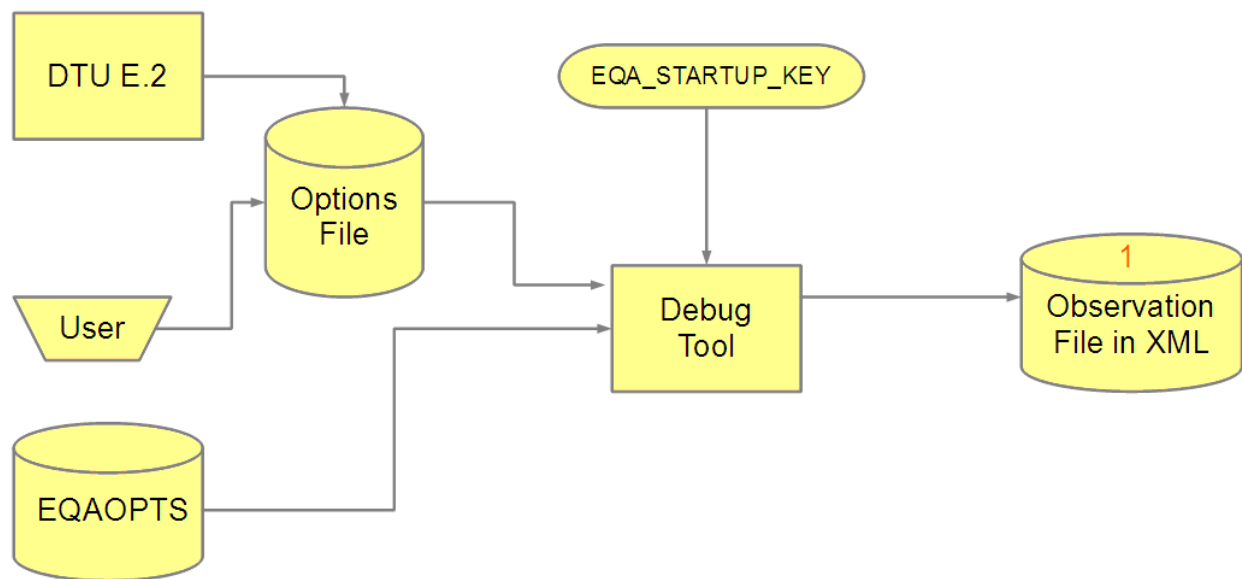 DTU E.2
EQA_STARTUP_KEY
Options
File
User
Debug
Tool
1
Observation
File in XML
EQAOPTS